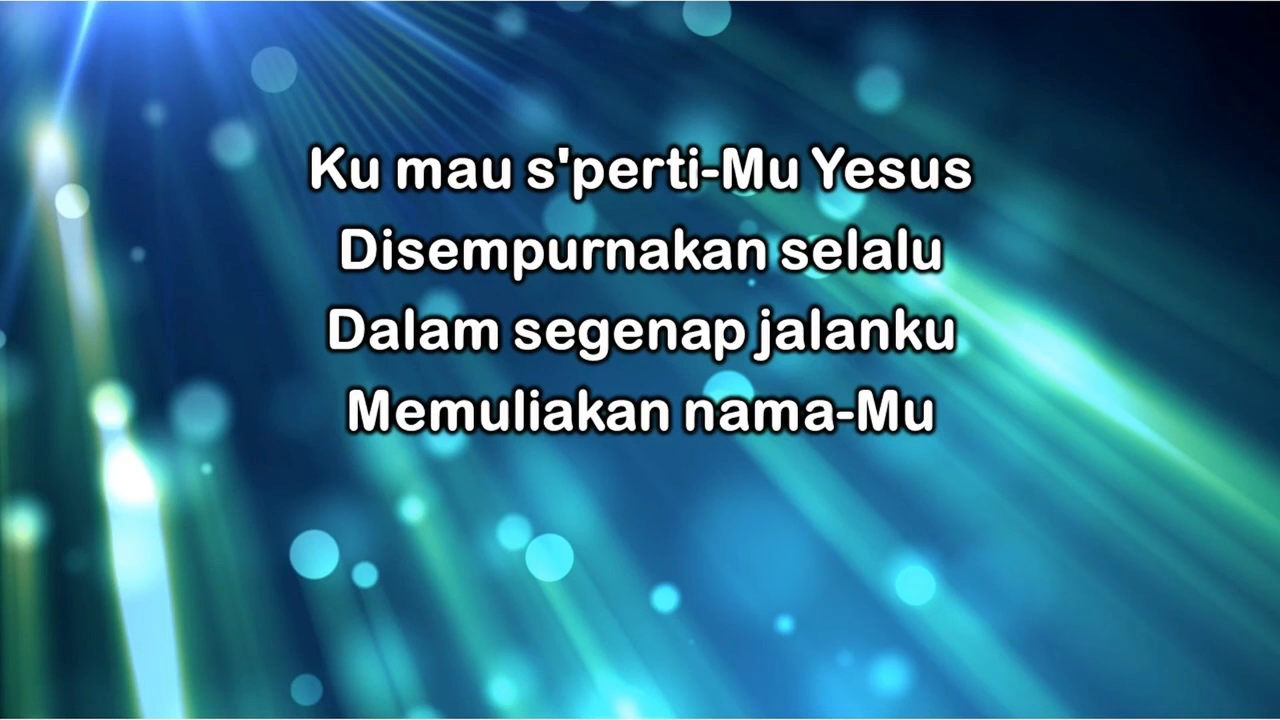 Ku mau s'perti-Mu Yesus
Disempurnakan selalu
Dalam segenap jalanku
Memuliakan nama-Mu